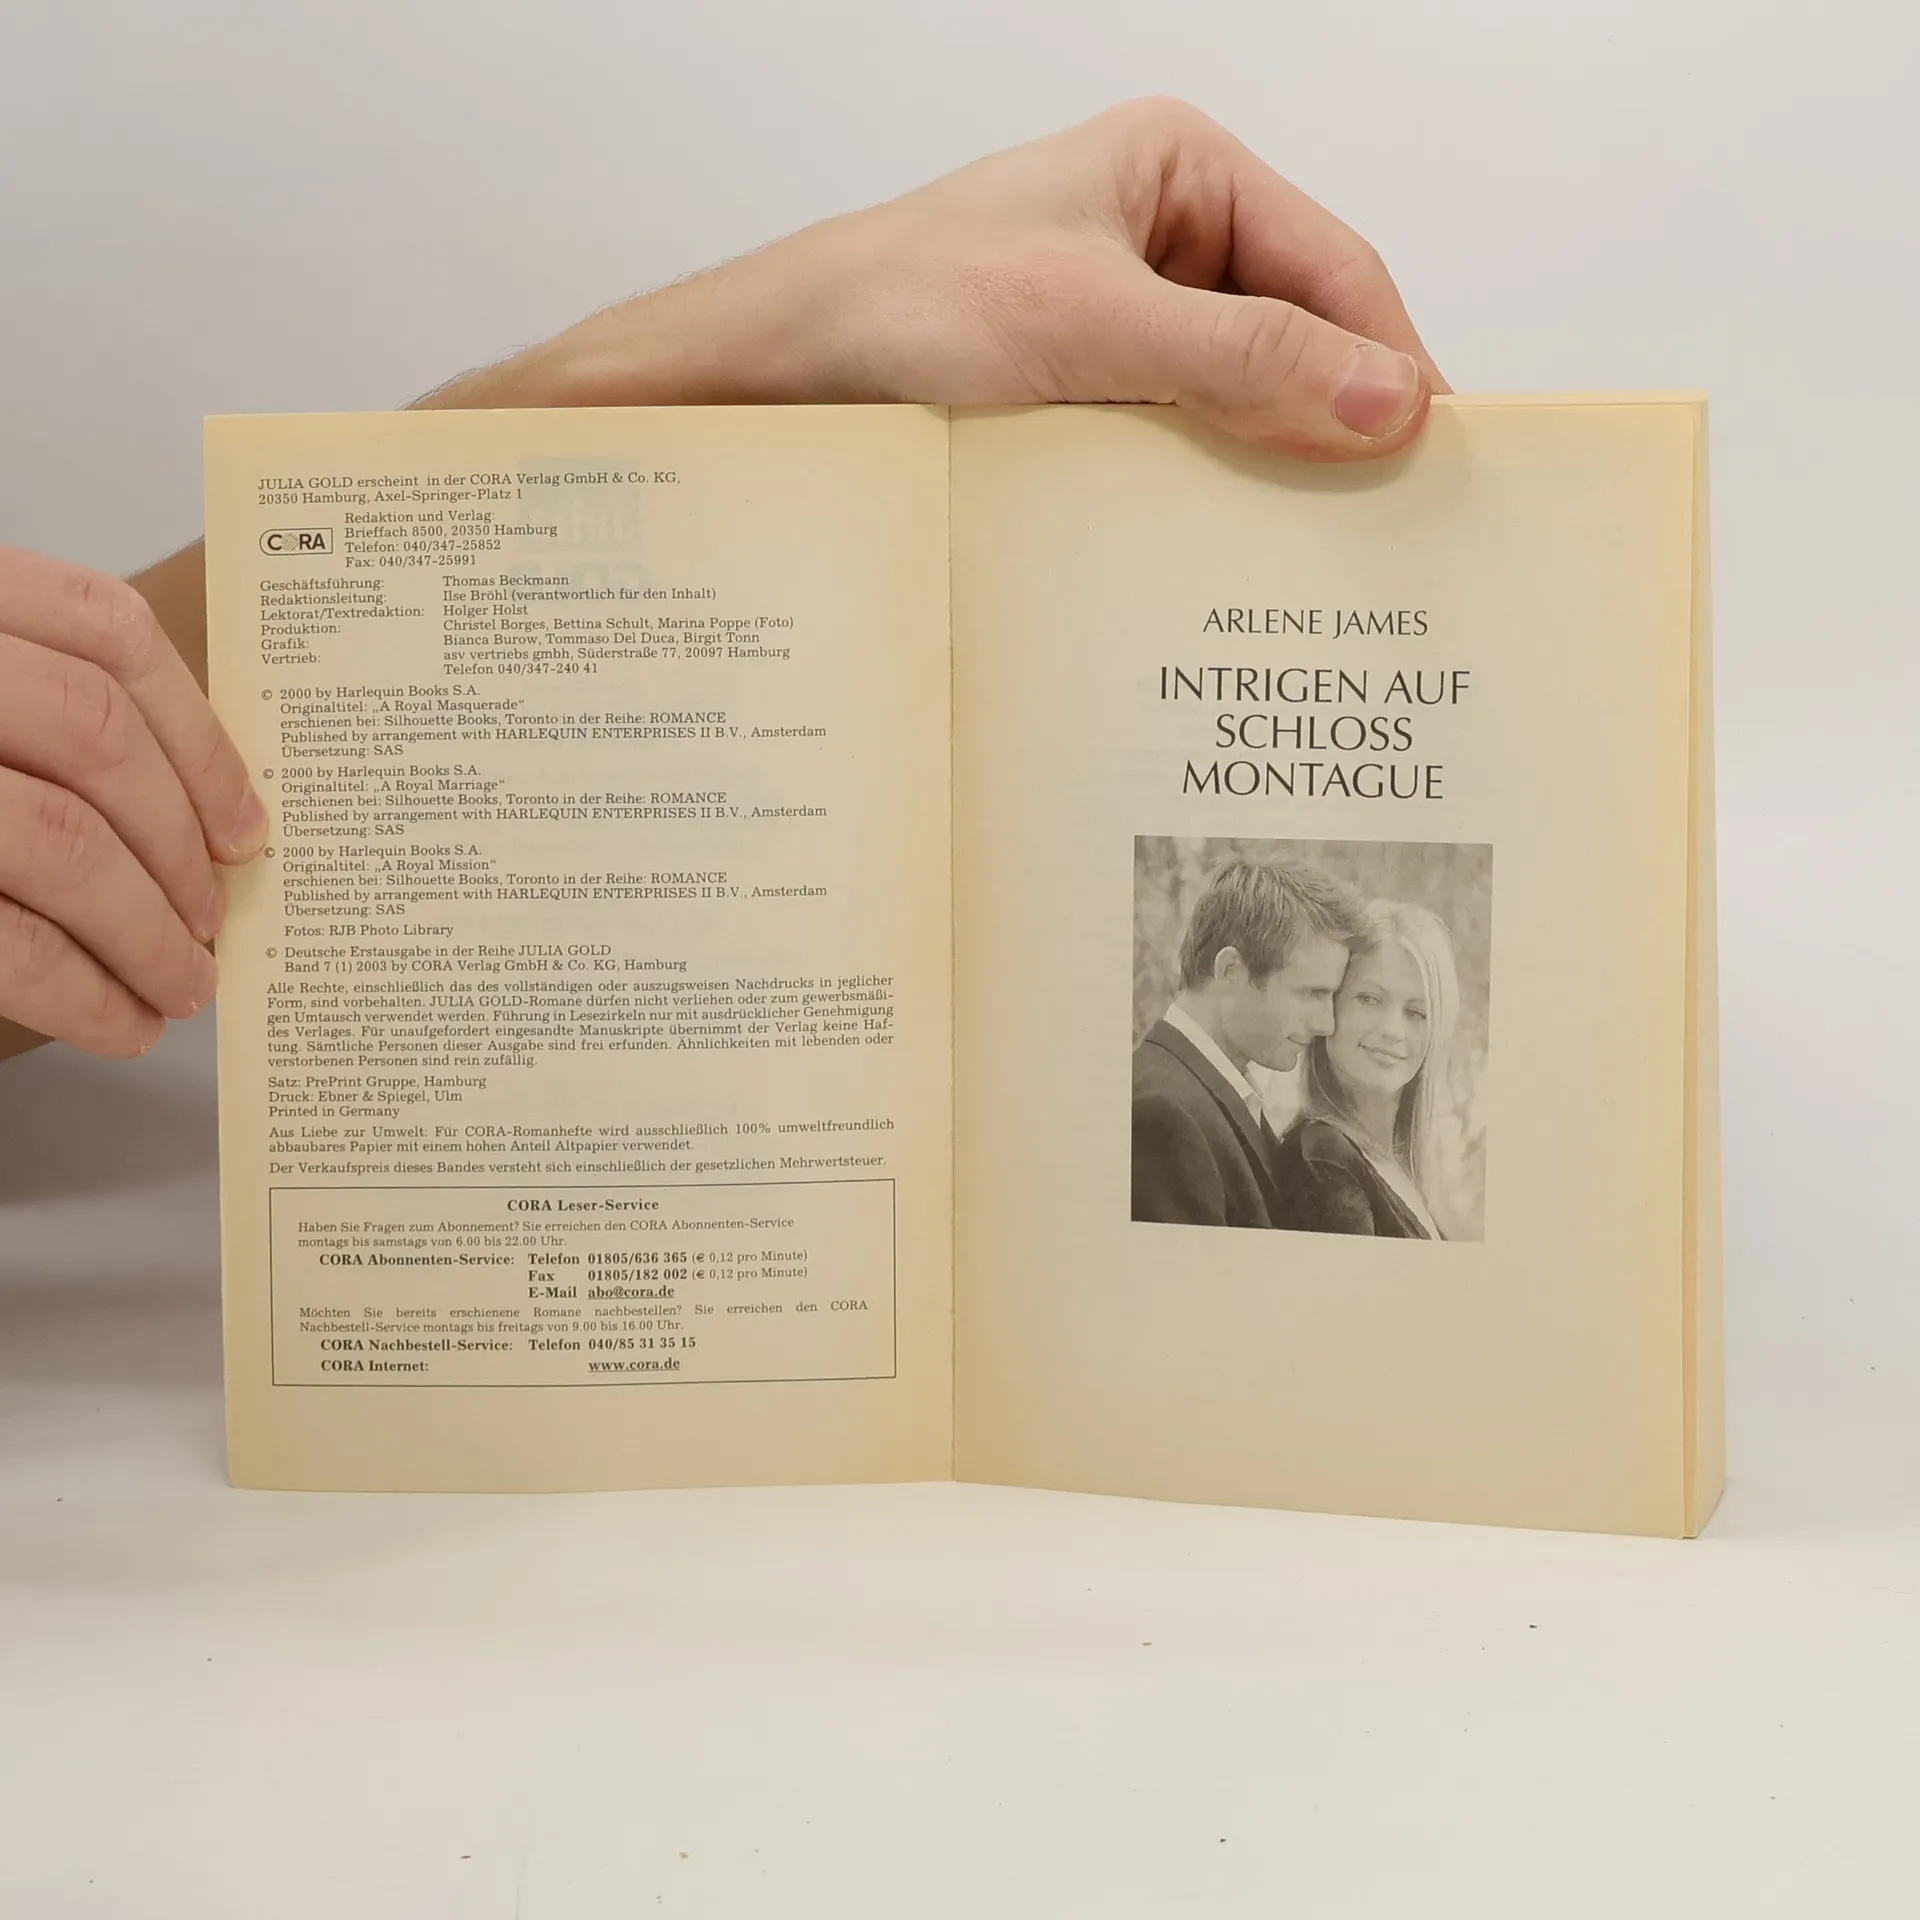 JULIA GOLD erscheint in der CORA Verlag GmbH & Co. KG,
20350 Hamburg, Axel-Springer-Platz 1
CORA
Redaktion und Verlag:
Brieffach 8500, 20350 Hamburg
Telefon: 040/347-25852
Fax: 040/347-25991
Geschäftsführung: Thomas Beckmann
Redaktionsleitung: Ilse Bröhl (verantwortlich für den Inhalt)
Lektorat/Textredaktion: Holger Holst
Produktion: Christel Borges, Bettina Schult, Marina Poppe (Foto)
Grafik: Bianca Burow, Tommaso Del Duca, Birgit Tonn
Vertrieb: asv vertriebs gmbh, Süderstraße 77, 20097 Hamburg
Telefon 040/347-240 41
© 2000 by Harlequin Books S.A.
Originaltitel: „A Royal Masquerade“
erschienen bei: Silhouette Books, Toronto in der Reihe: ROMANCE
Published by arrangement with HARLEQUIN ENTERPRISES II B.V., Amsterdam
Übersetzung: SAS
© 2000 by Harlequin Books S.A.
Originaltitel: „A Royal Marriage“
erschienen bei: Silhouette Books, Toronto in der Reihe: ROMANCE
Published by arrangement with HARLEQUIN ENTERPRISES II B.V., Amsterdam
Übersetzung: SAS
© 2000 by Harlequin Books S.A.
Originaltitel: „A Royal Mission“
erschienen bei: Silhouette Books, Toronto in der Reihe: ROMANCE
Published by arrangement with HARLEQUIN ENTERPRISES II B.V., Amsterdam
Übersetzung: SAS
Fotos: RJB Photo Library
© Deutsche Erstausgabe in der Reihe JULIA GOLD
Band 7 (1) 2003 by CORA Verlag GmbH & Co. KG, Hamburg
Alle Rechte, einschließlich das des vollständigen oder auszugsweisen Nachdrucks in jeglicher
Form, sind vorbehalten. JULIA GOLD-Romane dürfen nicht verliehen oder zum gewerbsmäßi-
gen Umtausch verwendet werden. Führung in Lesezirkeln nur mit ausdrücklicher Genehmigung
des Verlages. Für unaufgefordert eingesandte Manuskripte übernimmt der Verlag keine Haf-
tung. Sämtliche Personen dieser Ausgabe sind frei erfunden. Ähnlichkeiten mit lebenden oder
verstorbenen Personen sind rein zufällig.
Satz: PrePrint Gruppe, Hamburg
Druck: Ebner & Spiegel, Ulm
Printed in Germany
Aus Liebe zur Umwelt: Für CORA-Romanhefte wird ausschließlich 100% umweltfreundlich
abbaubares Papier mit einem hohen Anteil Altpapier verwendet.
Der Verkaufspreis dieses Bandes versteht sich einschließlich der gesetzlichen Mehrwertsteuer.
CORA Leser-Service
Haben Sie Fragen zum Abonnement? Sie erreichen den CORA Abonnenten-Service
montags bis samstags von 6.00 bis 22.00 Uhr.
CORA Abonnenten-Service: Telefon 01805/636 365 (€ 0,12 pro Minute)
Fax 01805/182 002 (€ 0,12 pro Minute)
E-Mail abo@cora.de
Möchten Sie bereits erschienene Romane nachbestellen? Sie erreichen den CORA
Nachbestell-Service montags bis freitags von 9.00 bis 16.00 Uhr.
CORA Nachbestell-Service: Telefon 040/85 31 35 15
CORA Internet: www.cora.de
ARLENE JAMES
INTRIGEN AUF
SCHLOSS
MONTAGUE